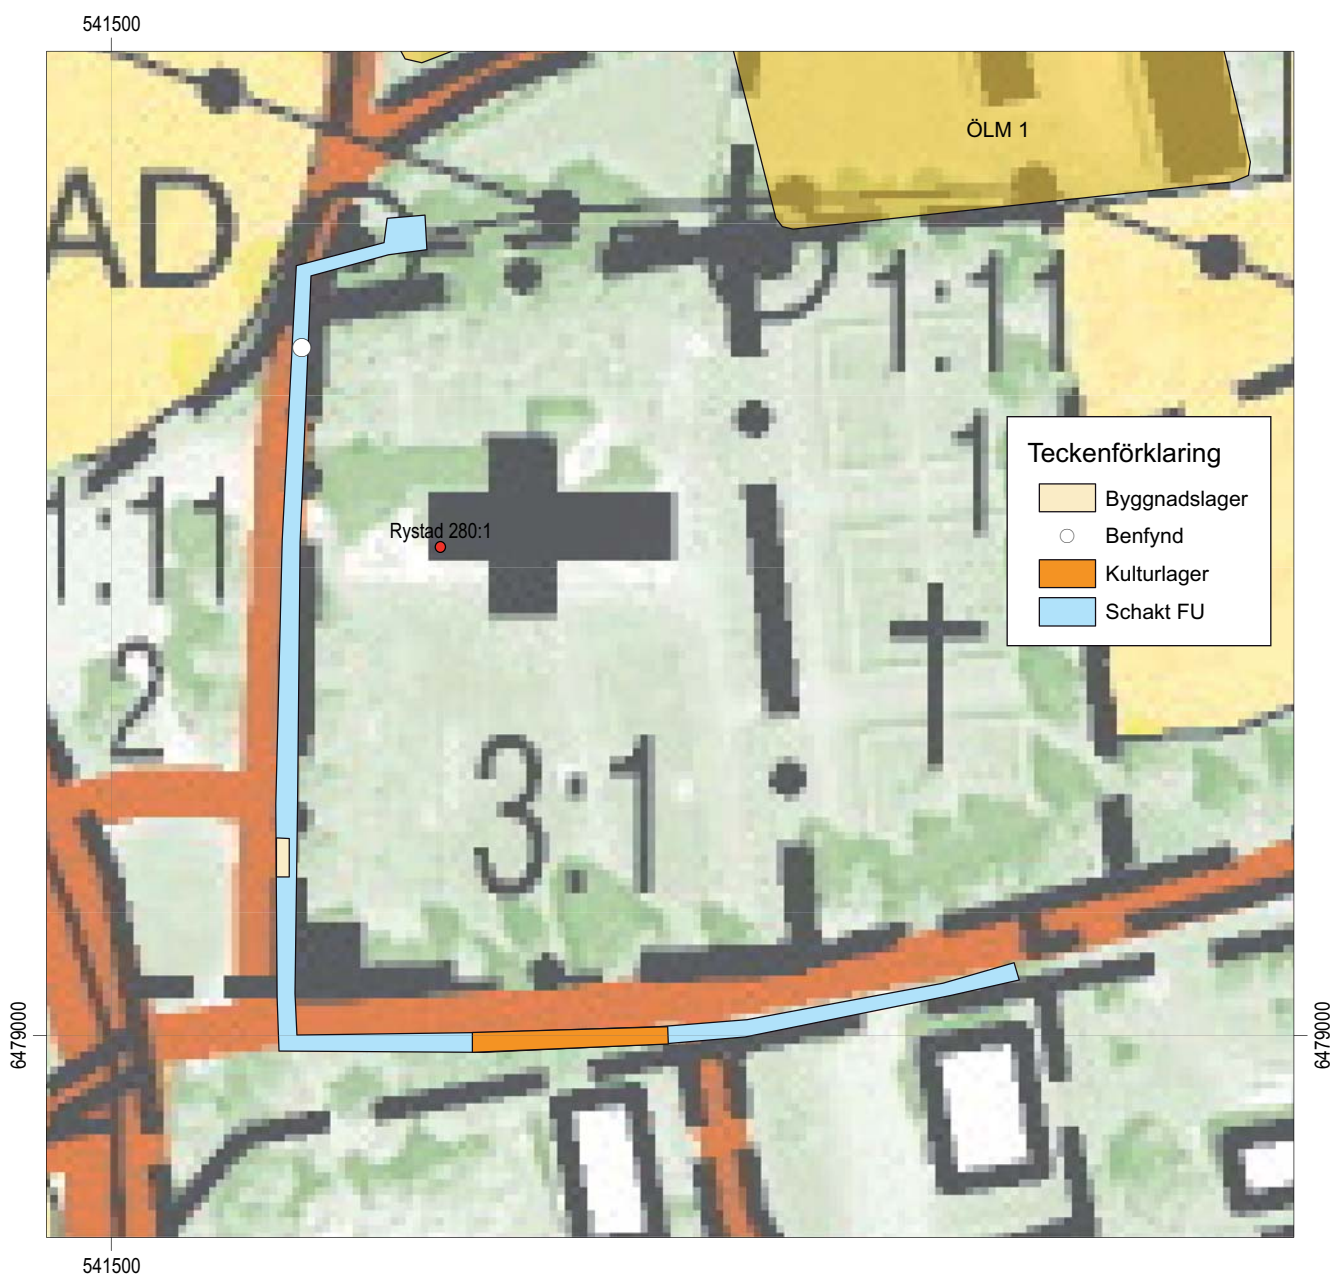 541500
ÖLM 1
AD
1:11
1
Teckenförklaring
Byggnadslager
Benfynd
Kulturlager
Schakt FU
1:11
Rystad 280:1
2
3:1
6479000
6479000
541500